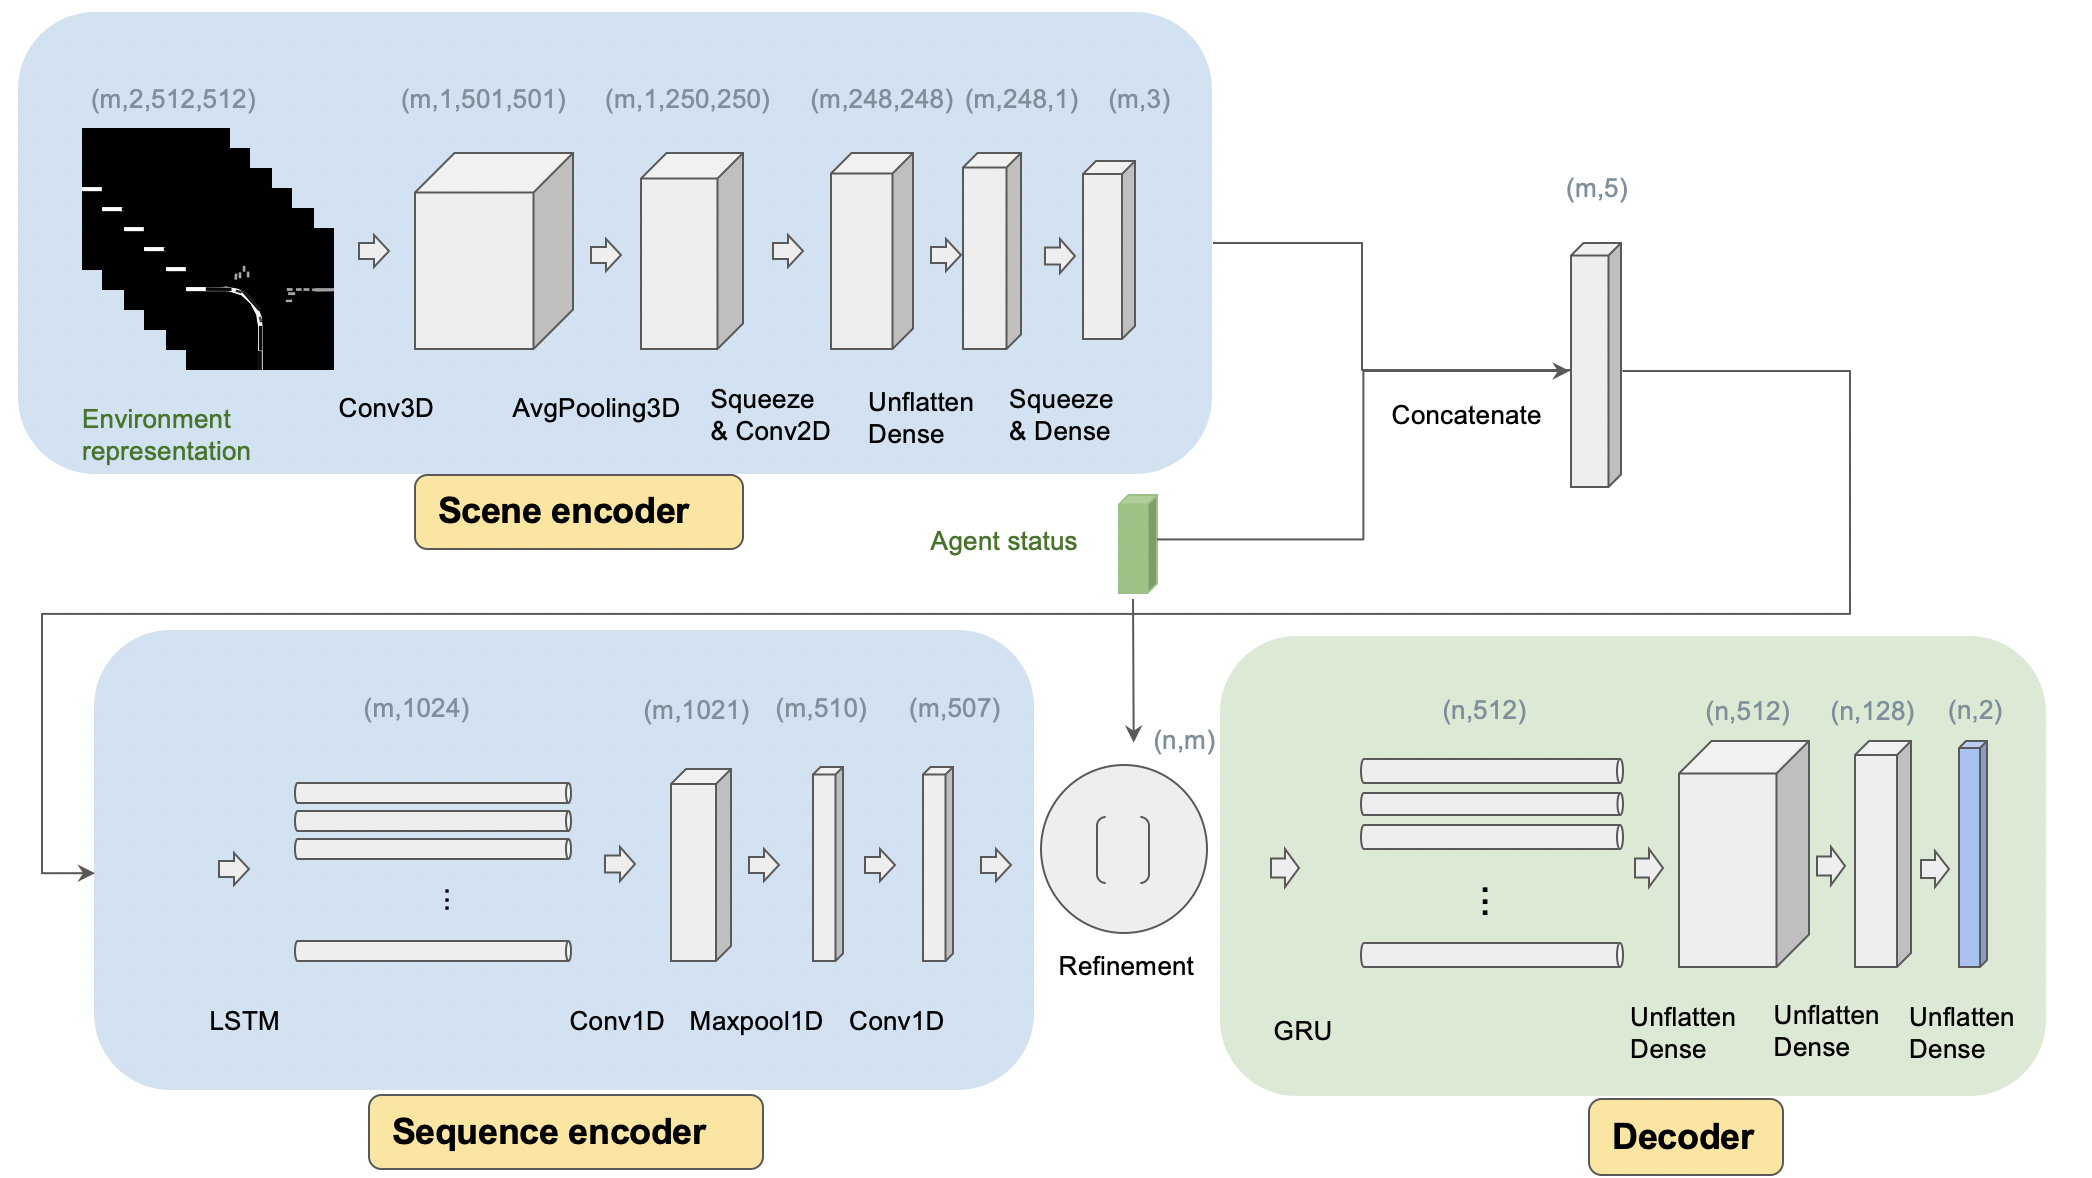 (m,2,512,512)
(m,1,501,501)
(m,1,250,250)
(m,248,248)
(m,248,1)
(m,3)
Environment
representation
Conv3D
AvgPooling3D
Squeeze
& Conv2D
Unflatten
Dense
Squeeze
& Dense
Scene encoder
(m,5)
Concatenate
Agent status
(m,1024)
(m,1021)
(m,510)
(m,507)
LSTM
Conv1D
Maxpool1D
Conv1D
Sequence encoder
(n,m)
[ ]
Refinement
(n,512)
(n,512)
(n,128)
(n,2)
GRU
Unflatten
Dense
Unflatten
Dense
Unflatten
Dense
Decoder